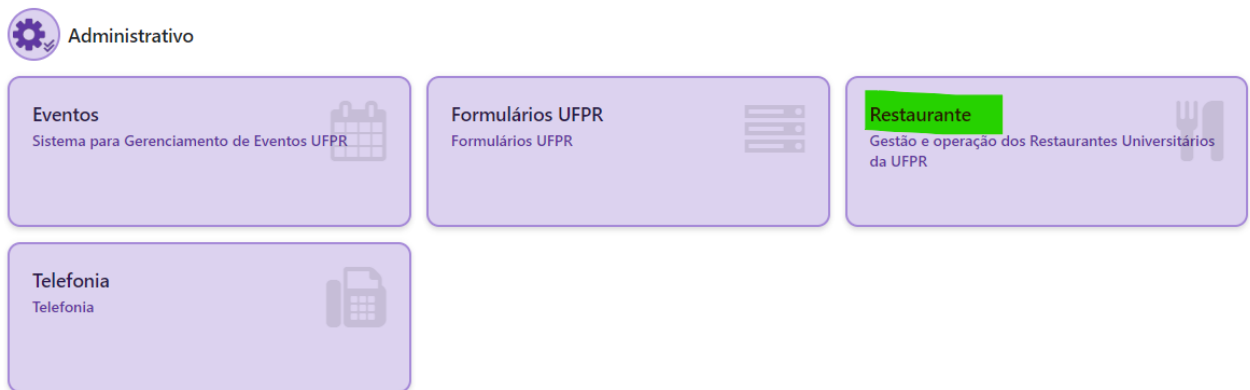 Administrativo
Eventos
Sistema para Gerenciamento de Eventos UFPR
Formulários UFPR
Formulários UFPR
Restaurante
Gestão e operação dos Restaurantes Universitários
da UFPR
Telefonia
Telefonia